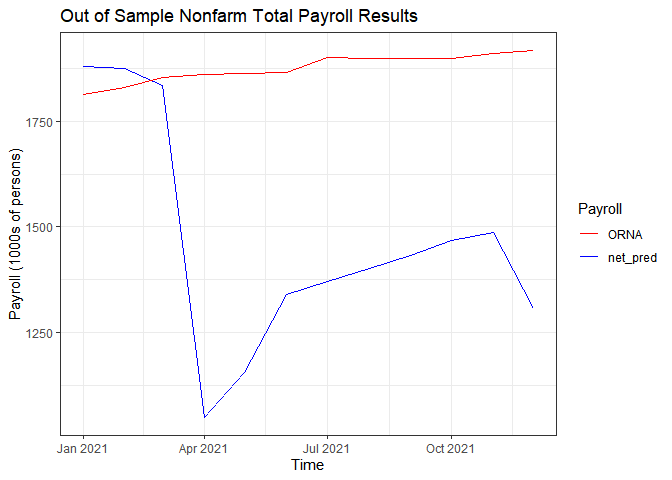 Out of Sample Nonfarm Total Payroll Results
Payroll (1000s of persons)
1750
1500
1250
Jan 2021 Apr 2021 Jul 2021 Oct 2021
Time
Payroll
ORNA
net_pred